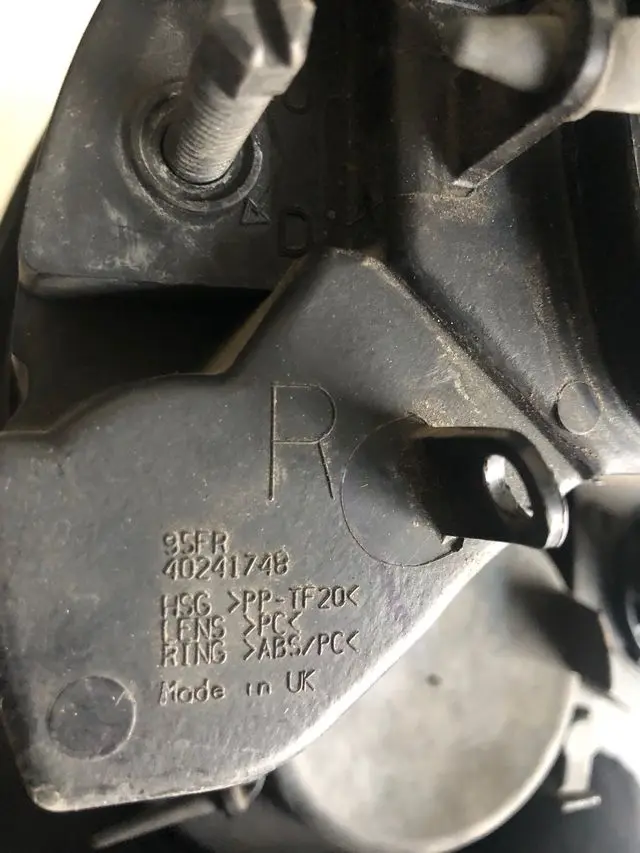 D
R
95FR
40241748
HSG >PP-TF20<
LENS >PC<
RING >ABS/PC<
Made in UK